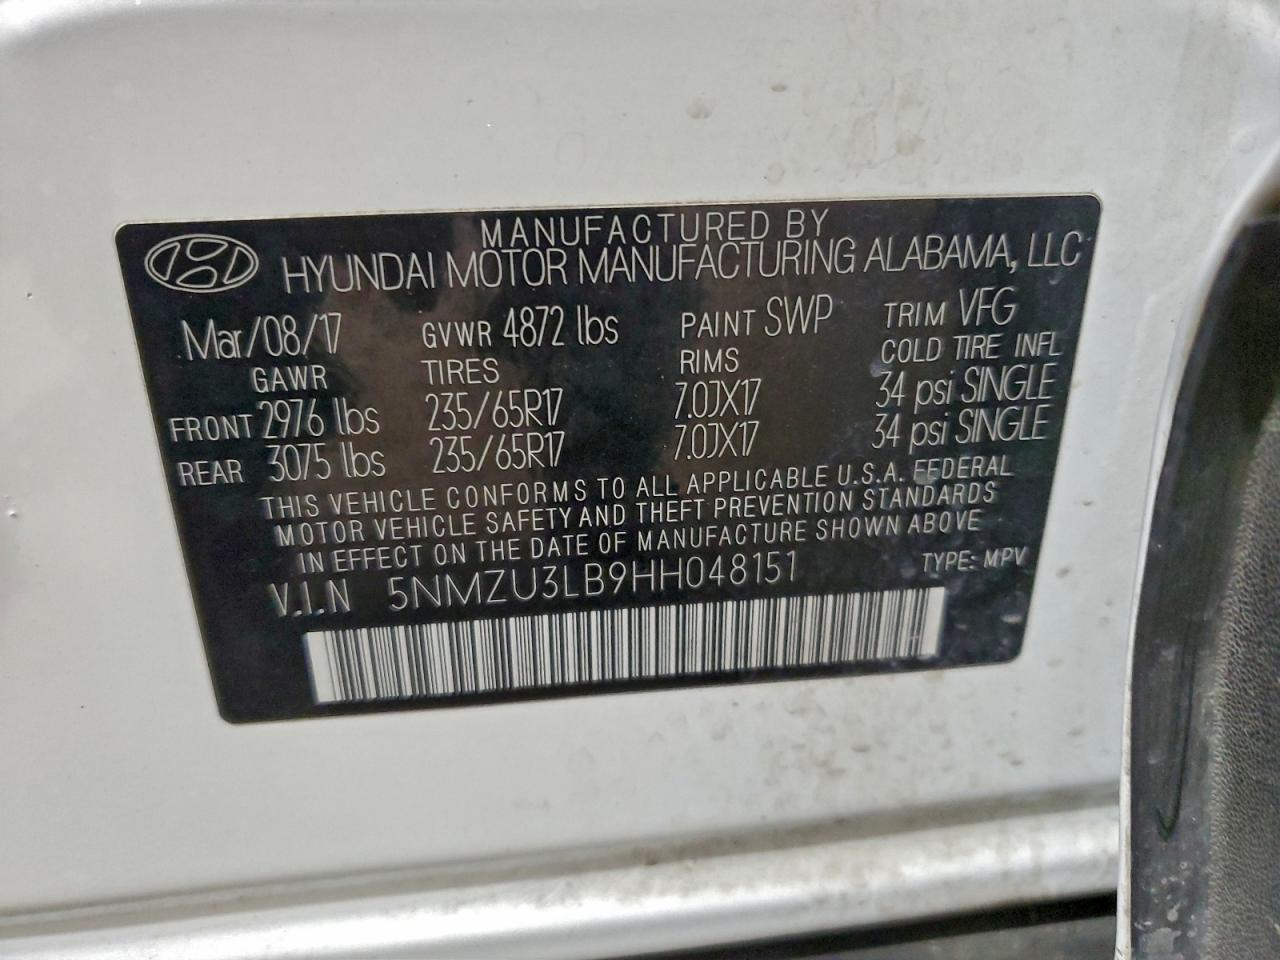 MANUFACTURED BY
HYUNDAI MOTOR MANUFACTURING ALABAMA, LLC
Mar/08/17 GVWR 4872 lbs PAINT SWP TRIM VFG
GAWR TIRES RIMS COLD TIRE INFL
FRONT 2976 lbs 235/65R17 7.0JX17 34 psi SINGLE
REAR 3075 lbs 235/65R17 7.0JX17 34 psi SINGLE
THIS VEHICLE CONFORMS TO ALL APPLICABLE U.S.A. FEDERAL
MOTOR VEHICLE SAFETY AND THEFT PREVENTION STANDARDS
IN EFFECT ON THE DATE OF MANUFACTURE SHOWN ABOVE
V.I.N 5NMZU3LB9HH048151 TYPE: MPV